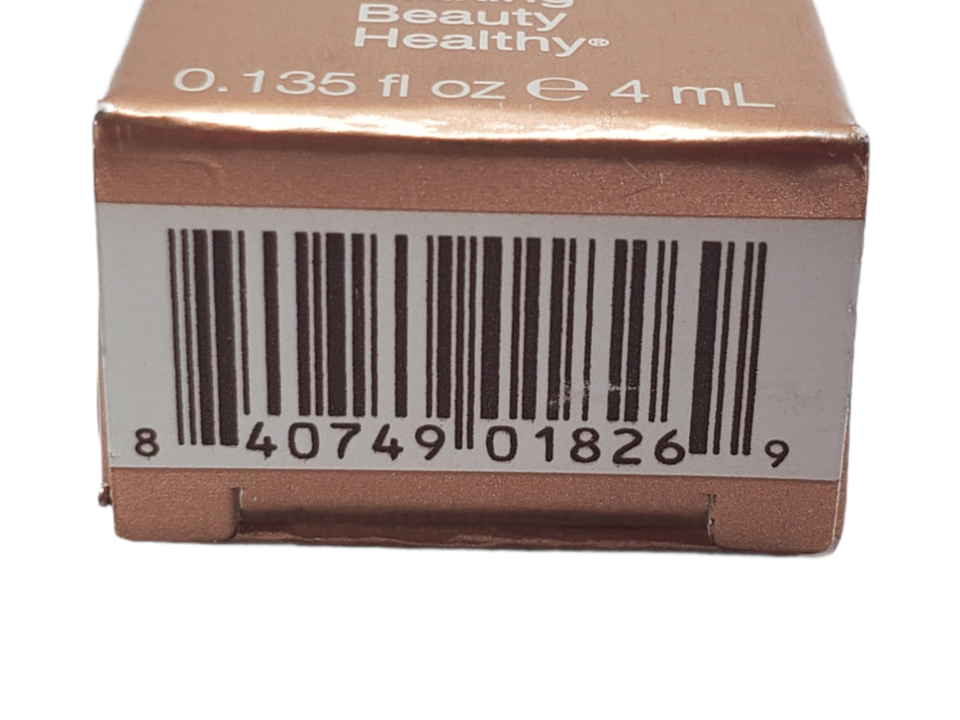 Beauty
Healthy®
0.135 fl oz ℮ 4 mL
8 40749 01826 9